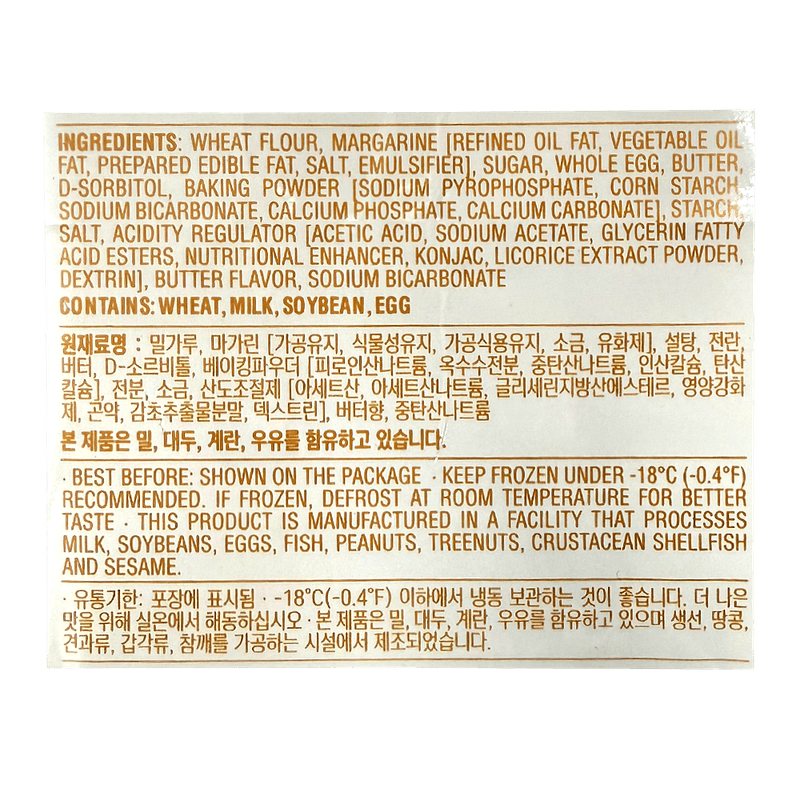 INGREDIENTS: WHEAT FLOUR, MARGARINE [REFINED OIL FAT, VEGETABLE OIL
FAT, PREPARED EDIBLE FAT, SALT, EMULSIFIER], SUGAR, WHOLE EGG, BUTTER,
D-SORBITOL, BAKING POWDER [SODIUM PYROPHOSPHATE, CORN STARCH,
SODIUM BICARBONATE, CALCIUM PHOSPHATE, CALCIUM CARBONATE], STARCH,
SALT, ACIDITY REGULATOR [ACETIC ACID, SODIUM ACETATE, GLYCERIN FATTY
ACID ESTERS, NUTRITIONAL ENHANCER, KONJAC, LICORICE EXTRACT POWDER,
DEXTRIN], BUTTER FLAVOR, SODIUM BICARBONATE
CONTAINS: WHEAT, MILK, SOYBEAN, EGG
원재료명 : 밀가루, 마가린 [가공유지, 식물성유지, 가공식용유지, 소금, 유화제], 설탕, 전란,
버터, D-소르비톨, 베이킹파우더 [피로인산나트륨, 옥수수전분, 중탄산나트륨, 인산칼슘, 탄산
칼슘], 전분, 소금, 산도조절제 [아세트산, 아세트산나트륨, 글리세린지방산에스테르, 영양강화
제, 곤약, 감초추출물분말, 덱스트린], 버터향, 중탄산나트륨
본 제품은 밀, 대두, 계란, 우유를 함유하고 있습니다.
· BEST BEFORE: SHOWN ON THE PACKAGE · KEEP FROZEN UNDER -18°C (-0.4°F)
RECOMMENDED. IF FROZEN, DEFROST AT ROOM TEMPERATURE FOR BETTER
TASTE · THIS PRODUCT IS MANUFACTURED IN A FACILITY THAT PROCESSES
MILK, SOYBEANS, EGGS, FISH, PEANUTS, TREENUTS, CRUSTACEAN SHELLFISH
AND SESAME.
· 유통기한: 포장에 표시됨 · -18°C(-0.4°F) 이하에서 냉동 보관하는 것이 좋습니다. 더 나은
맛을 위해 실온에서 해동하십시오 · 본 제품은 밀, 대두, 계란, 우유를 함유하고 있으며 생선, 땅콩,
견과류, 갑각류, 참깨를 가공하는 시설에서 제조되었습니다.